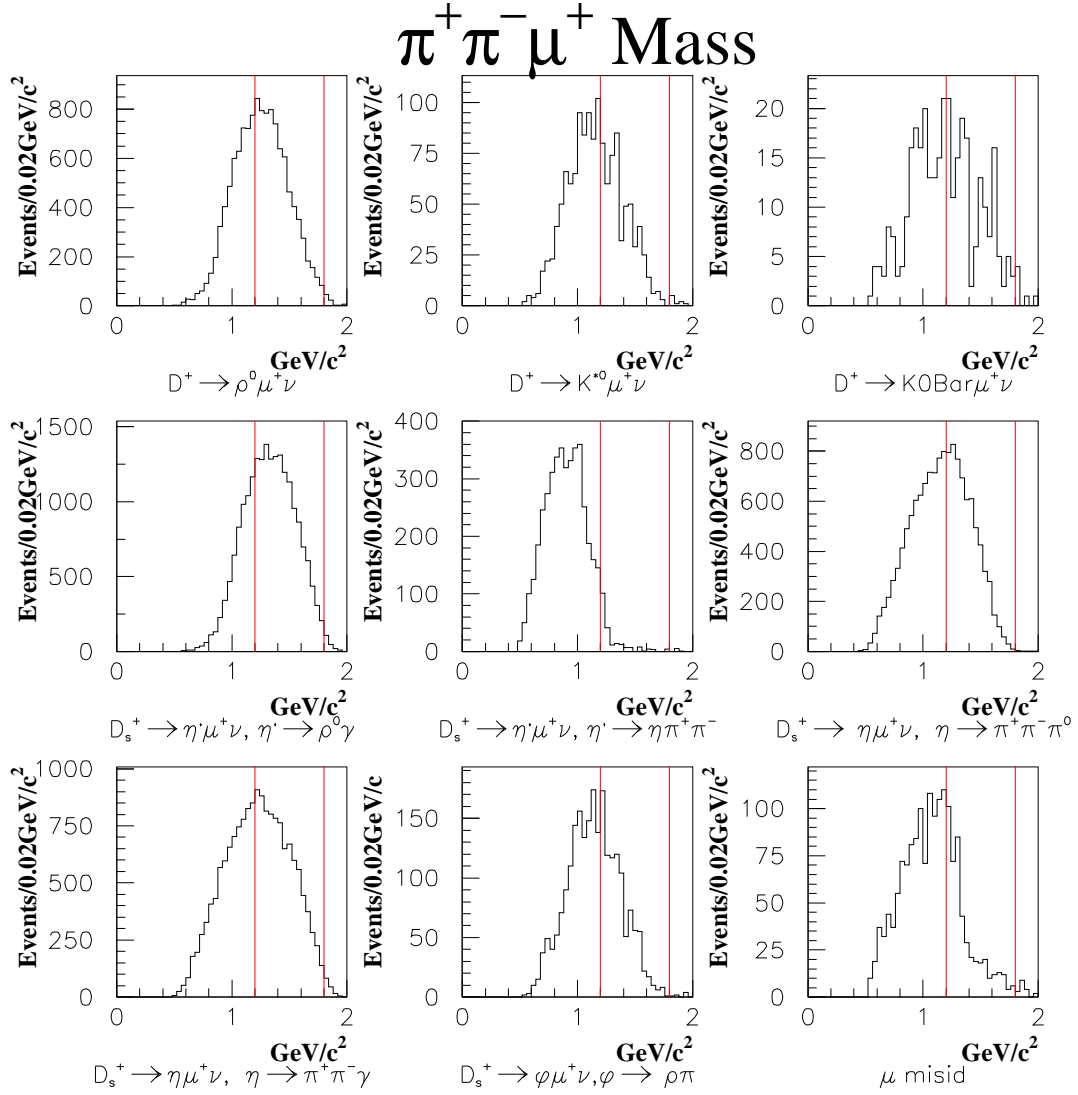 π⁺π⁻μ⁺ Mass
Events/0.02GeV/c²
800
600
400
200
0
0 1 2
GeV/c²
D⁺ → ρ⁰μ⁺ν
Events/0.02GeV/c²
100
75
50
25
0
0 1 2
GeV/c²
D⁺ → K*⁰μ⁺ν
Events/0.02GeV/c²
20
15
10
5
0
0 1 2
GeV/c²
D⁺ → K0Barμ⁺ν
Events/0.02GeV/c²
1500
1000
500
0
0 1 2
GeV/c²
Dₛ⁺ → η'μ⁺ν, η' → ρ⁰γ
Events/0.02GeV/c²
400
300
200
100
0
0 1 2
GeV/c²
Dₛ⁺ → η'μ⁺ν, η' → ηπ⁺π⁻
Events/0.02GeV/c²
800
600
400
200
0
0 1 2
GeV/c²
Dₛ⁺ → ημ⁺ν, η → π⁺π⁻π⁰
Events/0.02GeV/c²
1000
750
500
250
0
0 1 2
GeV/c²
Dₛ⁺ → ημ⁺ν, η → π⁺π⁻γ
Events/0.02GeV/c
150
100
50
0
0 1 2
GeV/c²
Dₛ⁺ → φμ⁺ν,φ → ρπ
Events/0.02GeV/c²
100
75
50
25
0
0 1 2
GeV/c²
μ misid